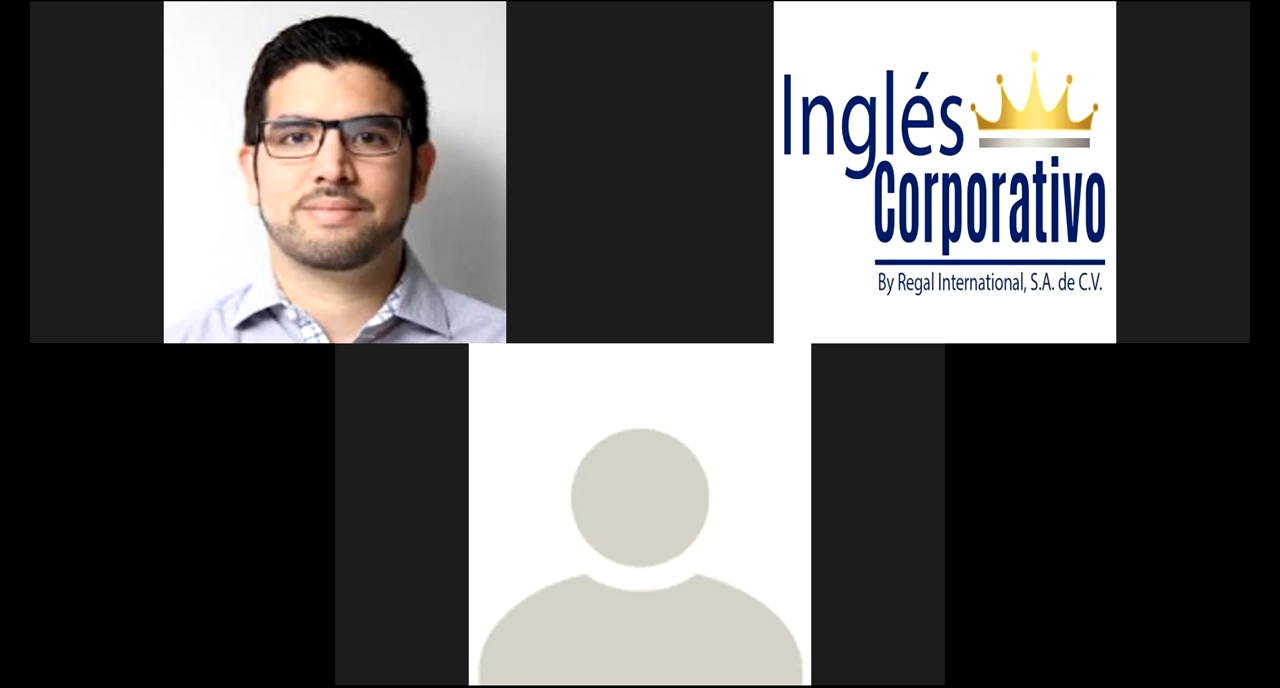 Inglés
Corporativo
By Regal International, S.A. de C.V.